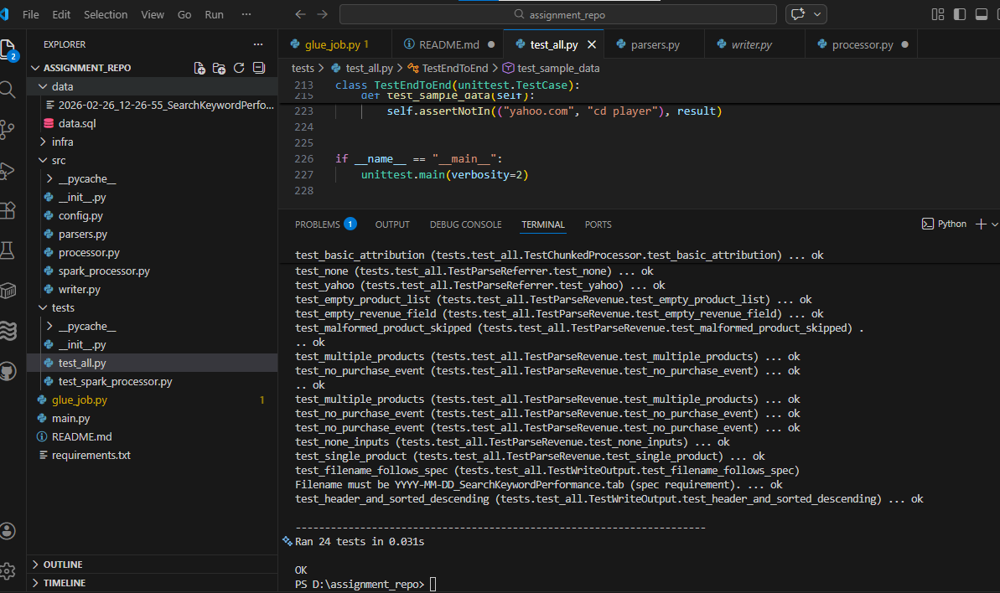 File Edit Selection View Go Run ··· assignment_repo
EXPLORER ···
ASSIGNMENT_REPO
data
2026-02-26_12-26-55_SearchKeywordPerfo...
data.sql
infra
src
__pycache__
__init__.py
config.py
parsers.py
processor.py
spark_processor.py
writer.py
tests
__pycache__
__init__.py
test_all.py
test_spark_processor.py
glue_job.py 1
main.py
README.md
requirements.txt
OUTLINE
TIMELINE
2
glue_job.py 1 README.md test_all.py parsers.py writer.py processor.py
tests > test_all.py > TestEndToEnd > test_sample_data
213 class TestEndToEnd(unittest.TestCase):
215 def test_sample_data(self):
223 self.assertNotIn(("yahoo.com", "cd player"), result)
224
225
226 if __name__ == "__main__":
227 unittest.main(verbosity=2)
228
PROBLEMS 1 OUTPUT DEBUG CONSOLE TERMINAL PORTS Python
test_basic_attribution (tests.test_all.TestChunkedProcessor.test_basic_attribution) ... ok
test_none (tests.test_all.TestParseReferrer.test_none) ... ok
test_yahoo (tests.test_all.TestParseReferrer.test_yahoo) ... ok
test_empty_product_list (tests.test_all.TestParseRevenue.test_empty_product_list) ... ok
test_empty_revenue_field (tests.test_all.TestParseRevenue.test_empty_revenue_field) ... ok
test_malformed_product_skipped (tests.test_all.TestParseRevenue.test_malformed_product_skipped) .
.. ok
test_multiple_products (tests.test_all.TestParseRevenue.test_multiple_products) ... ok
test_no_purchase_event (tests.test_all.TestParseRevenue.test_no_purchase_event) ... ok
.. ok
test_multiple_products (tests.test_all.TestParseRevenue.test_multiple_products) ... ok
test_no_purchase_event (tests.test_all.TestParseRevenue.test_no_purchase_event) ... ok
test_no_purchase_event (tests.test_all.TestParseRevenue.test_no_purchase_event) ... ok
test_none_inputs (tests.test_all.TestParseRevenue.test_none_inputs) ... ok
test_single_product (tests.test_all.TestParseRevenue.test_single_product) ... ok
test_filename_follows_spec (tests.test_all.TestWriteOutput.test_filename_follows_spec)
Filename must be YYYY-MM-DD_SearchKeywordPerformance.tab (spec requirement). ... ok
test_header_and_sorted_descending (tests.test_all.TestWriteOutput.test_header_and_sorted_descending) ... ok
----------------------------------------------------------------------
Ran 24 tests in 0.031s
OK
PS D:\assignment_repo>